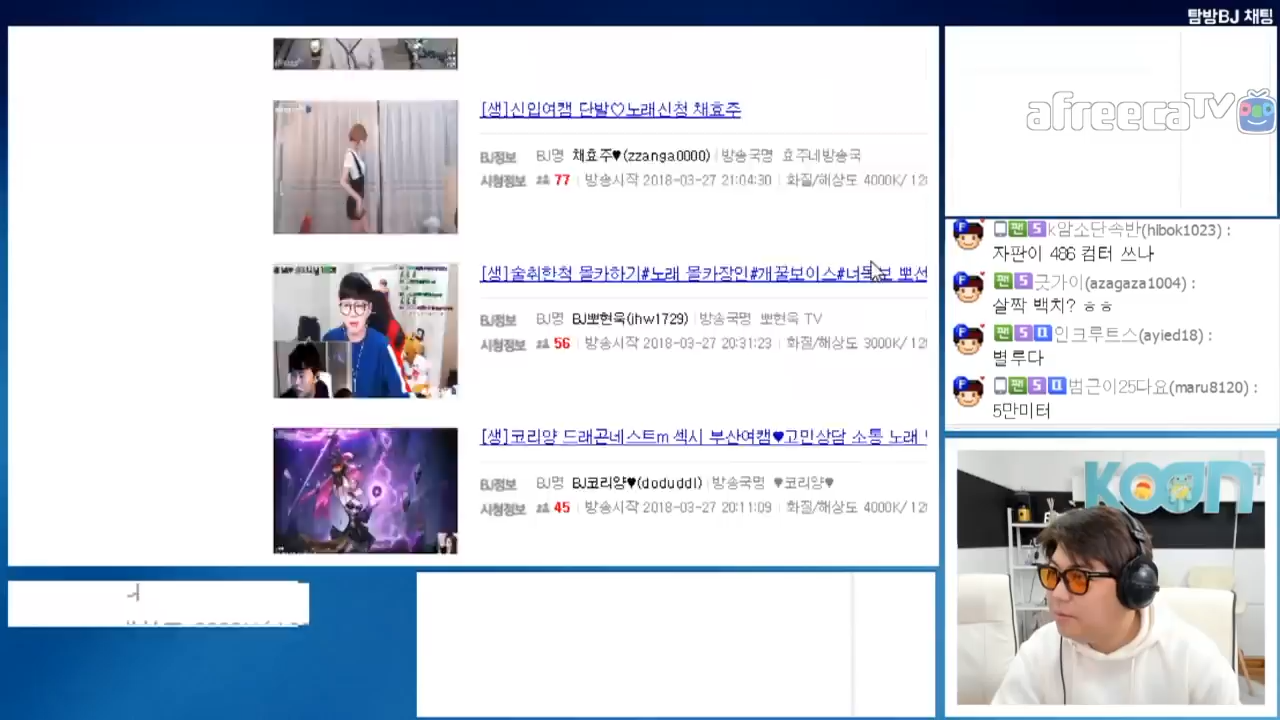 탐방BJ 채팅
afreecaTV
[생]신입여캠 단발♡노래신청 채효주
BJ정보 BJ명 채효주♥(zzanga0000) 방송국명 효주네방송국
시청정보 77 방송시작 2018-03-27 21:04:30 화질/해상도 4000K/
[생]술취한척 몰카하기#노래 몰카장인#개꿀보이스#너목보 뽀선
BJ정보 BJ명 BJ뽀현욱(jhw1729) 방송국명 뽀현욱 TV
시청정보 56 방송시작 2018-03-27 20:31:23 화질/해상도 3000K/
[생]코리양 드래곤네스트m 섹시 부산여캠♥고민상담 소통 노래
BJ정보 BJ명 BJ코리양♥(doduddl) 방송국명 ♥코리양♥
시청정보 45 방송시작 2018-03-27 20:11:09 화질/해상도 4000K/
팬 S k암소단속반(hibok1023) :
자판이 486 컴터 쓰나
팬 S 긋가이(azagaza1004) :
살짝 백치? ㅎㅎ
팬 S 인크루트스(ayied18) :
별루다
팬 S 범근이25다요(maru8120) :
5만미터
KOON TV